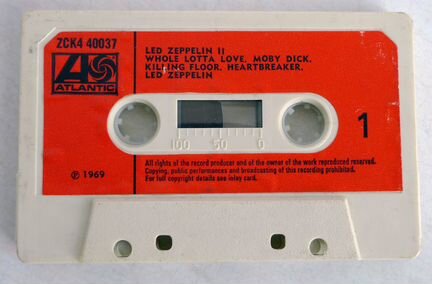 ZCK4 40037
ATLANTIC
LED ZEPPELIN II
WHOLE LOTTA LOVE, MOBY DICK.
KILLING FLOOR, HEARTBREAKER.
LED ZEPPELIN
100 50 0
1
All rights of the record producer and of the owner of the work reproduced reserved.
Copying, public performances and broadcasting of this recording prohibited.
For full copyright details see inlay card.
℗ 1969